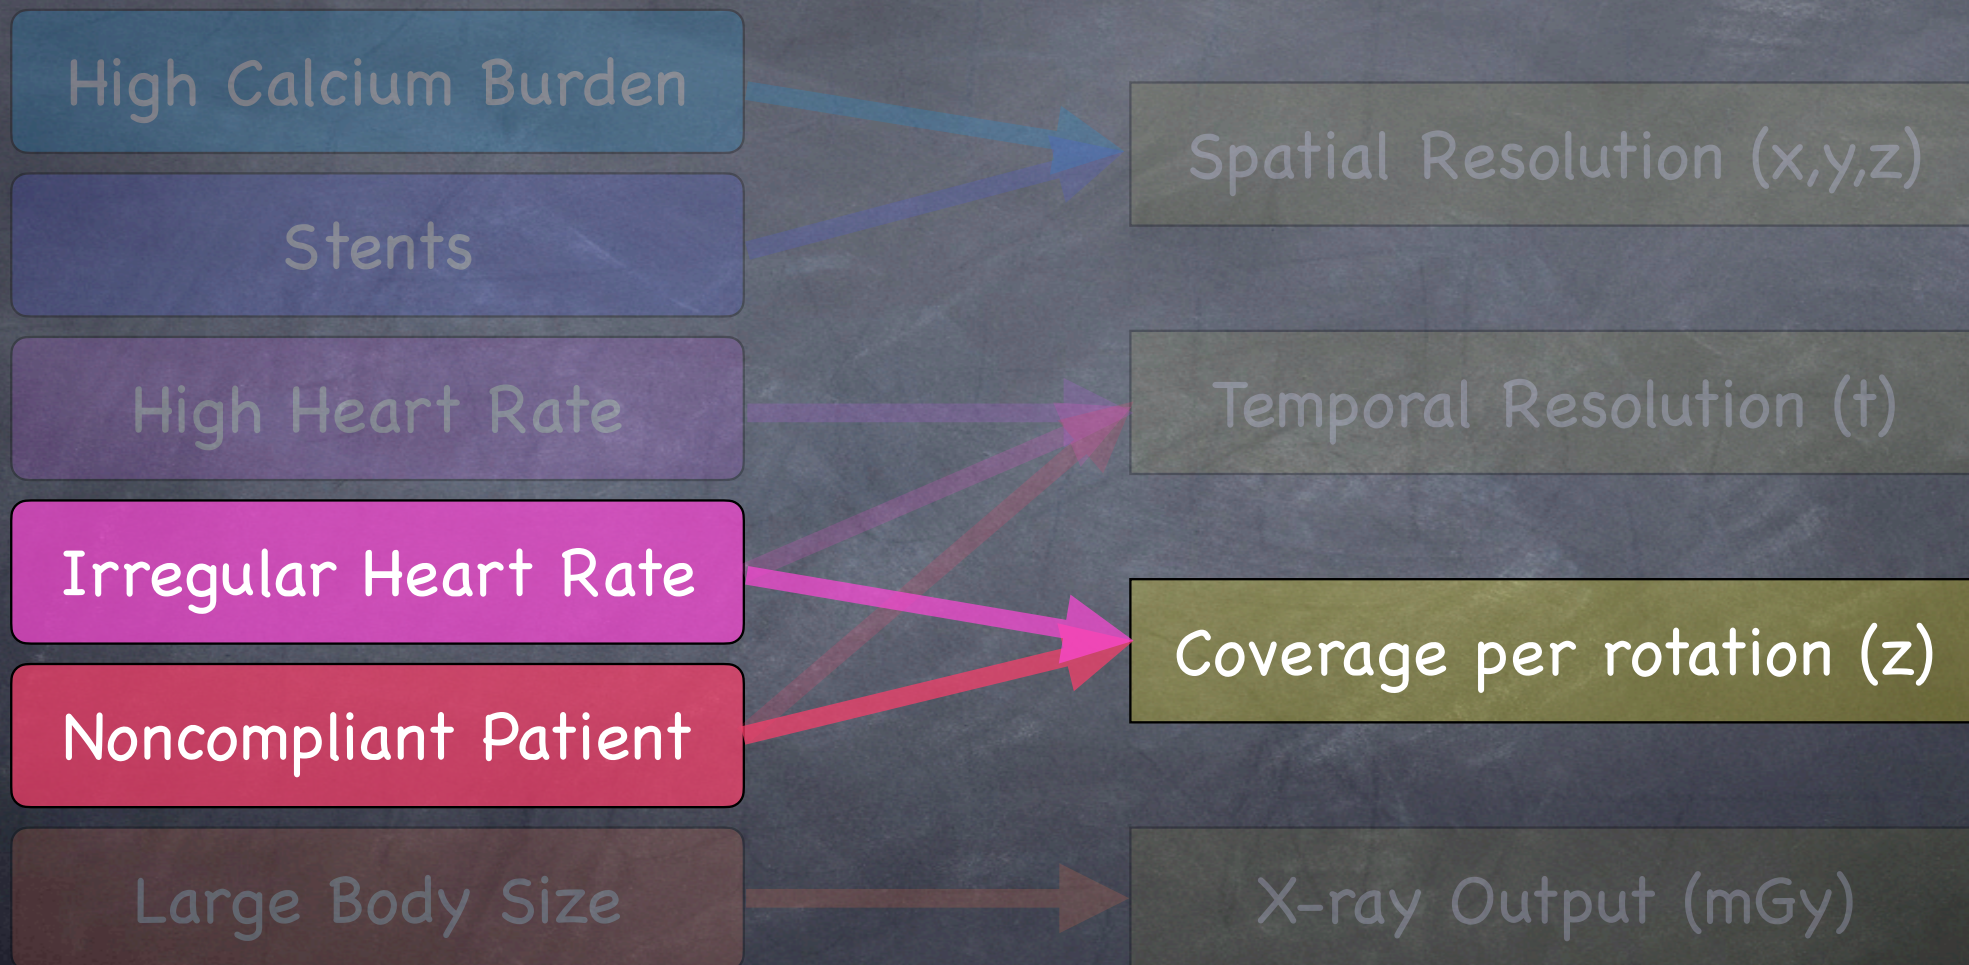 High Calcium Burden
Stents
High Heart Rate
Irregular Heart Rate
Noncompliant Patient
Large Body Size
Spatial Resolution (x,y,z)
Temporal Resolution (t)
Coverage per rotation (z)
X-ray Output (mGy)